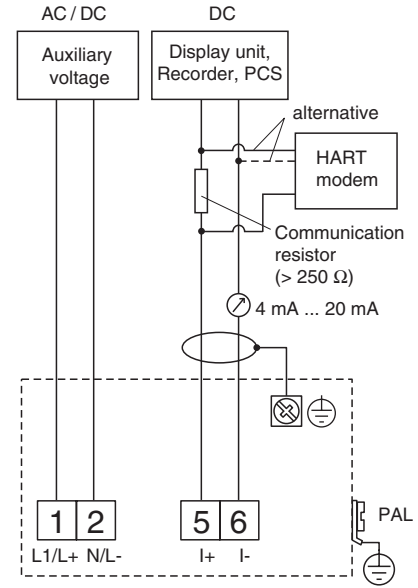 AC / DC
DC
Auxiliary
voltage
Display unit,
Recorder, PCS
alternative
HART
modem
Communication
resistor
(> 250 Ω)
4 mA ... 20 mA
1 2
5 6
PAL
L1/L+ N/L-
I+ I-